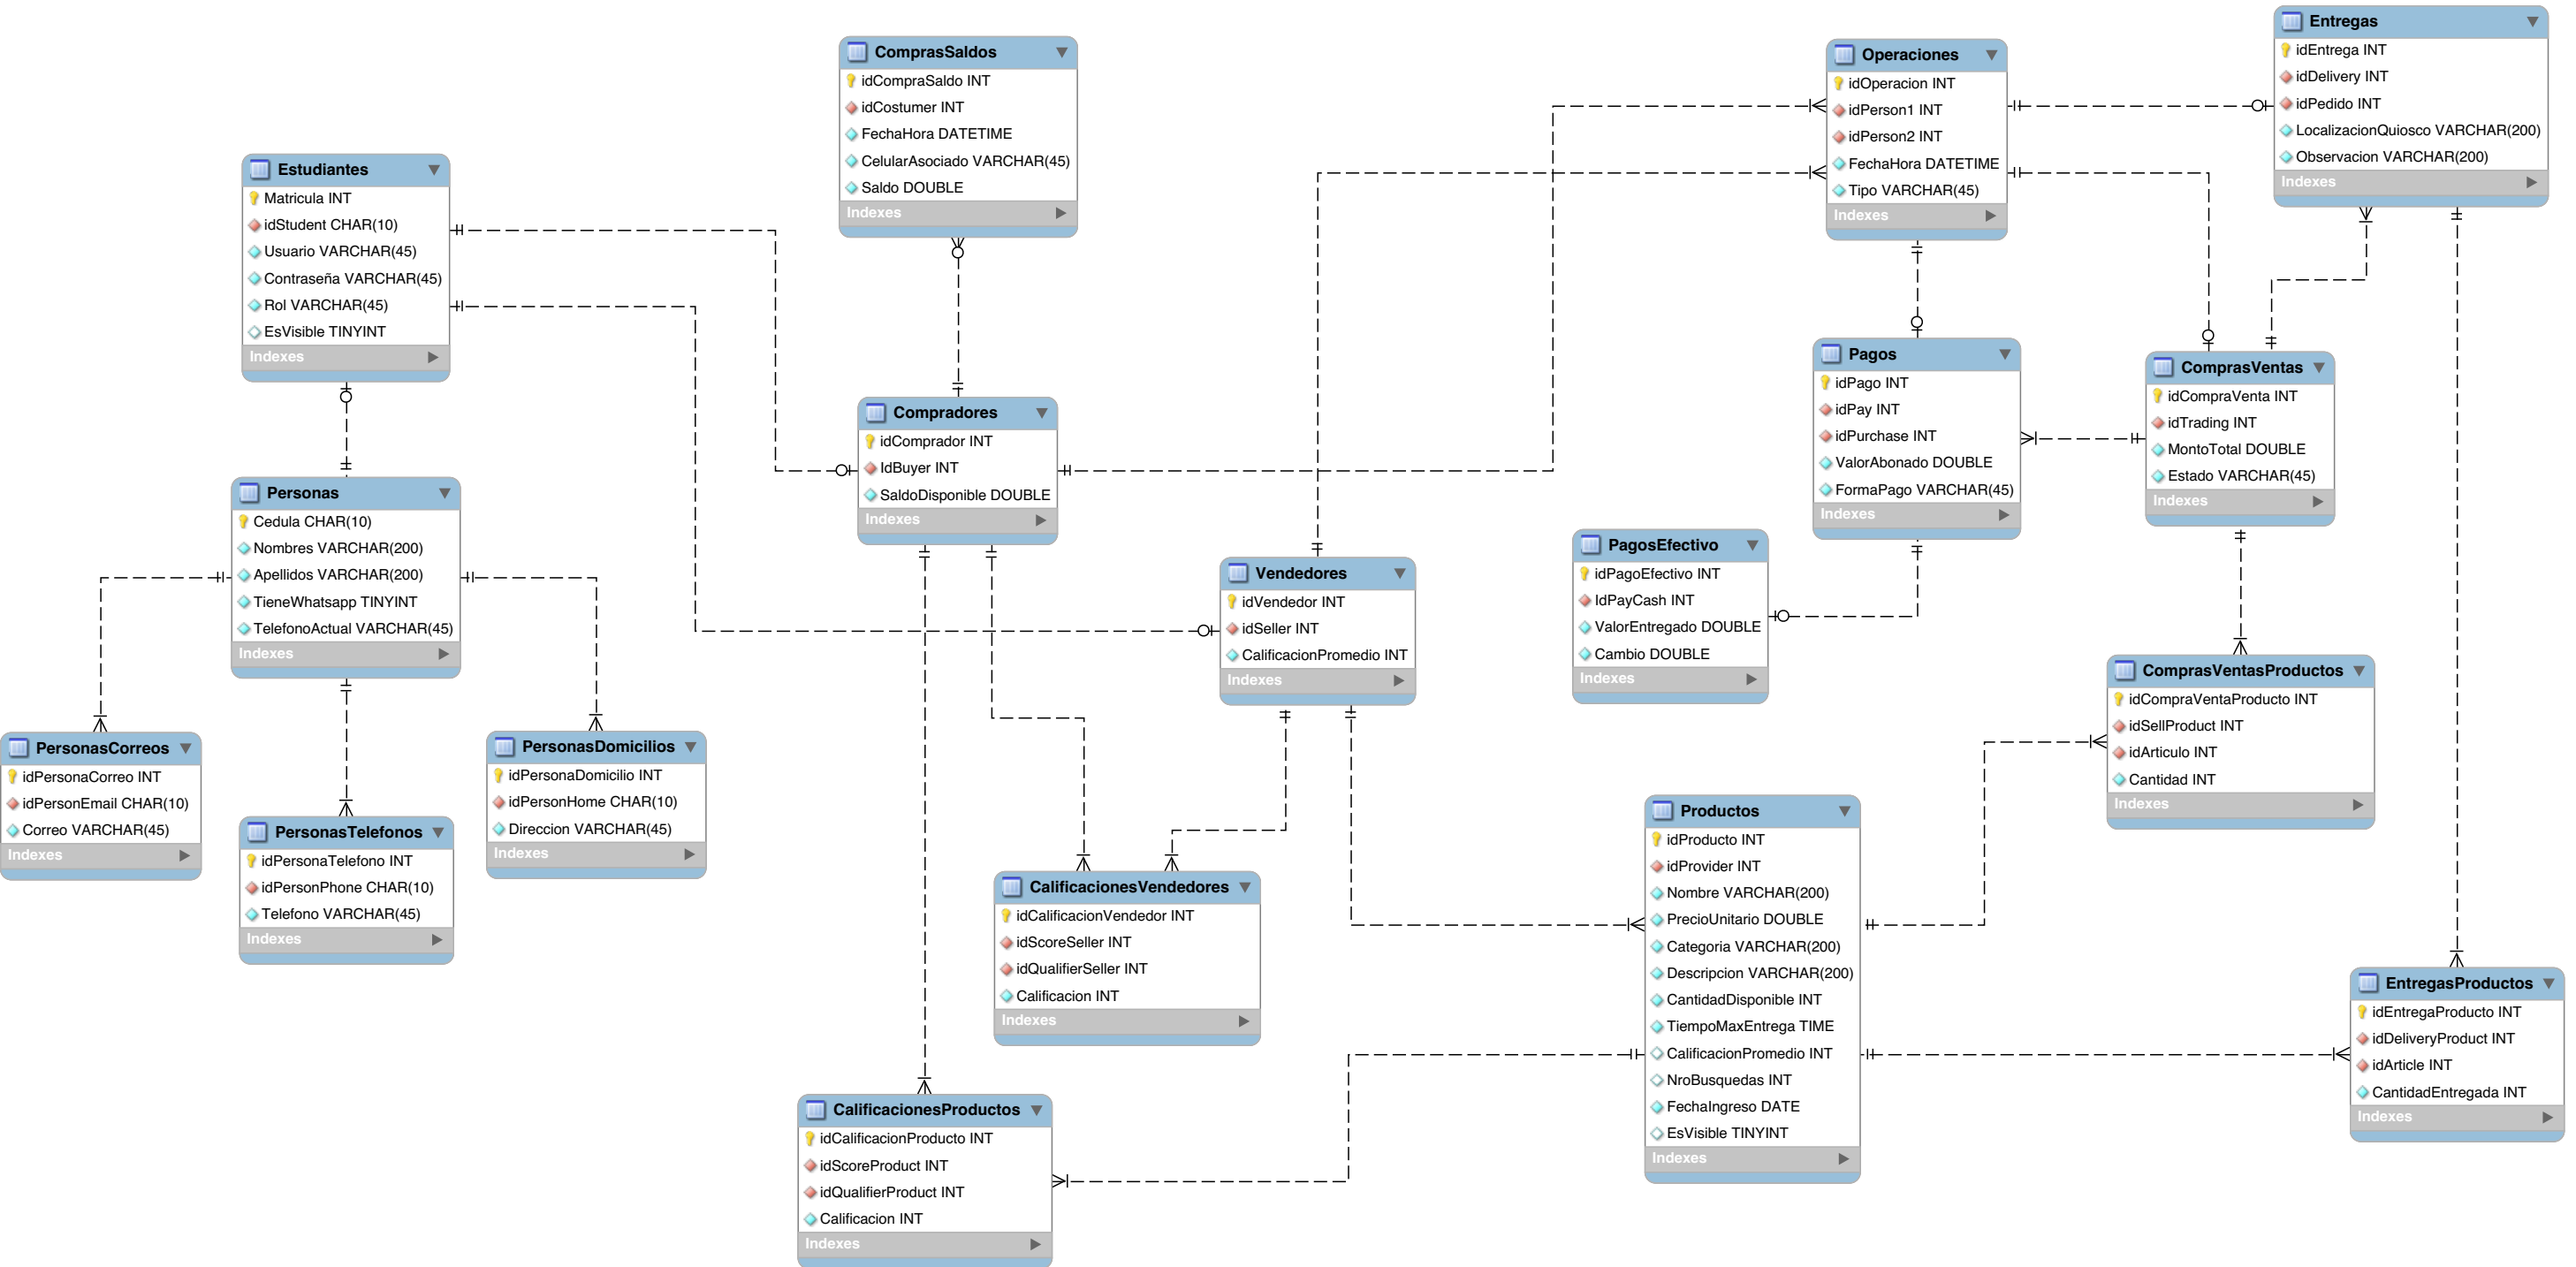 ComprasSaldos
idCompraSaldo INT
idCostumer INT
FechaHora DATETIME
CelularAsociado VARCHAR(45)
Saldo DOUBLE
Indexes
Operaciones
idOperacion INT
idPerson1 INT
idPerson2 INT
FechaHora DATETIME
Tipo VARCHAR(45)
Indexes
Entregas
idEntrega INT
idDelivery INT
idPedido INT
LocalizacionQuiosco VARCHAR(200)
Observacion VARCHAR(200)
Indexes
Estudiantes
Matricula INT
idStudent CHAR(10)
Usuario VARCHAR(45)
Contraseña VARCHAR(45)
Rol VARCHAR(45)
EsVisible TINYINT
Indexes
Compradores
idComprador INT
IdBuyer INT
SaldoDisponible DOUBLE
Indexes
Pagos
idPago INT
idPay INT
idPurchase INT
ValorAbonado DOUBLE
FormaPago VARCHAR(45)
Indexes
ComprasVentas
idCompraVenta INT
idTrading INT
MontoTotal DOUBLE
Estado VARCHAR(45)
Indexes
Personas
Cedula CHAR(10)
Nombres VARCHAR(200)
Apellidos VARCHAR(200)
TieneWhatsapp TINYINT
TelefonoActual VARCHAR(45)
Indexes
Vendedores
idVendedor INT
idSeller INT
CalificacionPromedio INT
Indexes
PagosEfectivo
idPagoEfectivo INT
IdPayCash INT
ValorEntregado DOUBLE
Cambio DOUBLE
Indexes
ComprasVentasProductos
idCompraVentaProducto INT
idSellProduct INT
idArticulo INT
Cantidad INT
Indexes
PersonasCorreos
idPersonaCorreo INT
idPersonEmail CHAR(10)
Correo VARCHAR(45)
Indexes
PersonasTelefonos
idPersonaTelefono INT
idPersonPhone CHAR(10)
Telefono VARCHAR(45)
Indexes
PersonasDomicilios
idPersonaDomicilio INT
idPersonHome CHAR(10)
Direccion VARCHAR(45)
Indexes
CalificacionesVendedores
idCalificacionVendedor INT
idScoreSeller INT
idQualifierSeller INT
Calificacion INT
Indexes
Productos
idProducto INT
idProvider INT
Nombre VARCHAR(200)
PrecioUnitario DOUBLE
Categoria VARCHAR(200)
Descripcion VARCHAR(200)
CantidadDisponible INT
TiempoMaxEntrega TIME
CalificacionPromedio INT
NroBusquedas INT
FechaIngreso DATE
EsVisible TINYINT
Indexes
EntregasProductos
idEntregaProducto INT
idDeliveryProduct INT
idArticle INT
CantidadEntregada INT
Indexes
CalificacionesProductos
idCalificacionProducto INT
idScoreProduct INT
idQualifierProduct INT
Calificacion INT
Indexes